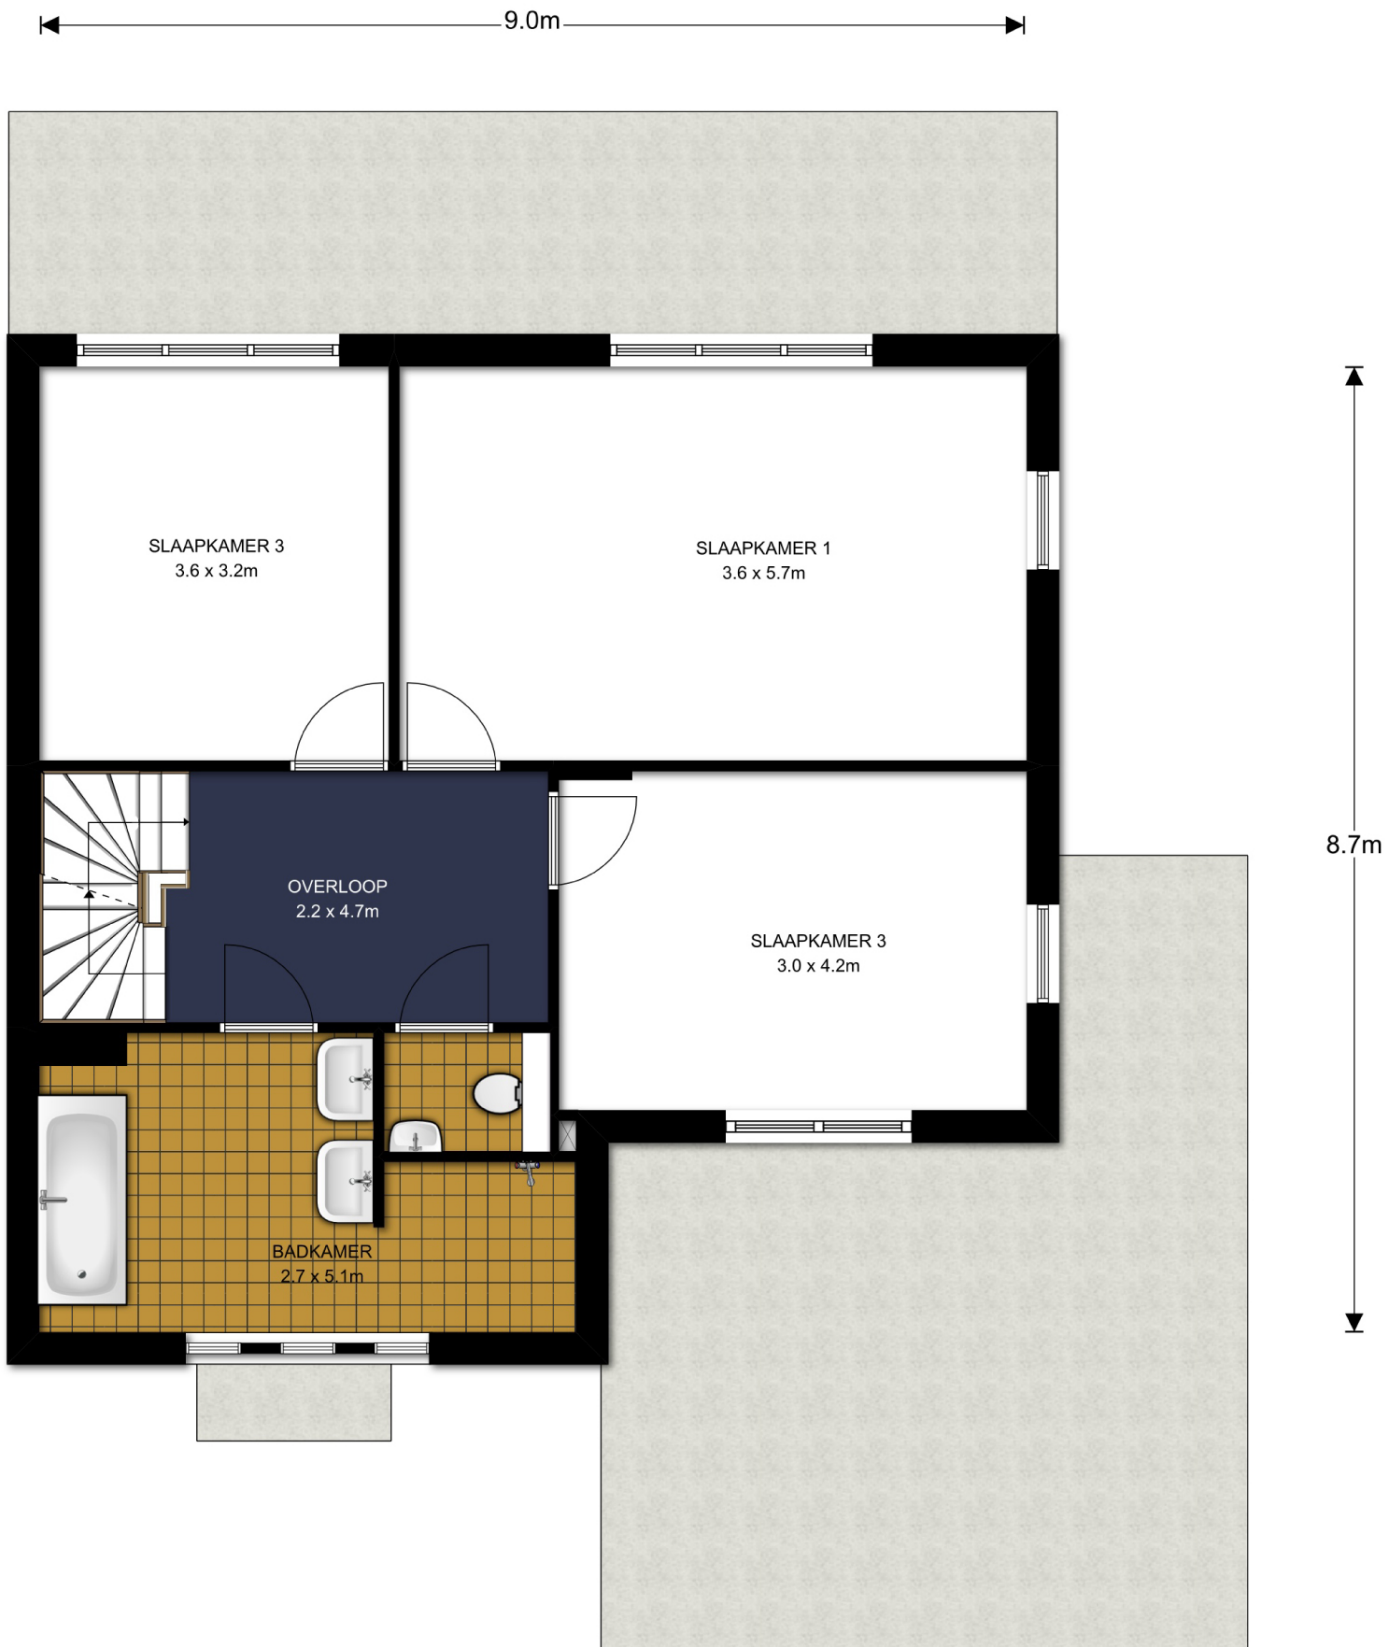 9.0m
SLAAPKAMER 3
3.6 x 3.2m
SLAAPKAMER 1
3.6 x 5.7m
8.7m
OVERLOOP
2.2 x 4.7m
SLAAPKAMER 3
3.0 x 4.2m
BADKAMER
2.7 x 5.1m